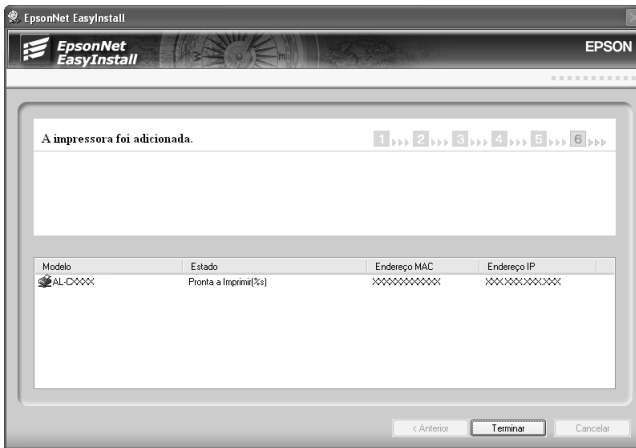 EpsonNet EasyInstall
EpsonNet
EasyInstall
EPSON
A impressora foi adicionada.
1 2 3 4 5 6
Modelo Estado Endereço MAC Endereço IP
AL-CXXXX Pronta a Imprimir(%s) XXXXXXXXXXX XXX.XXX.XXX.XXX
< Anterior Terminar Cancelar